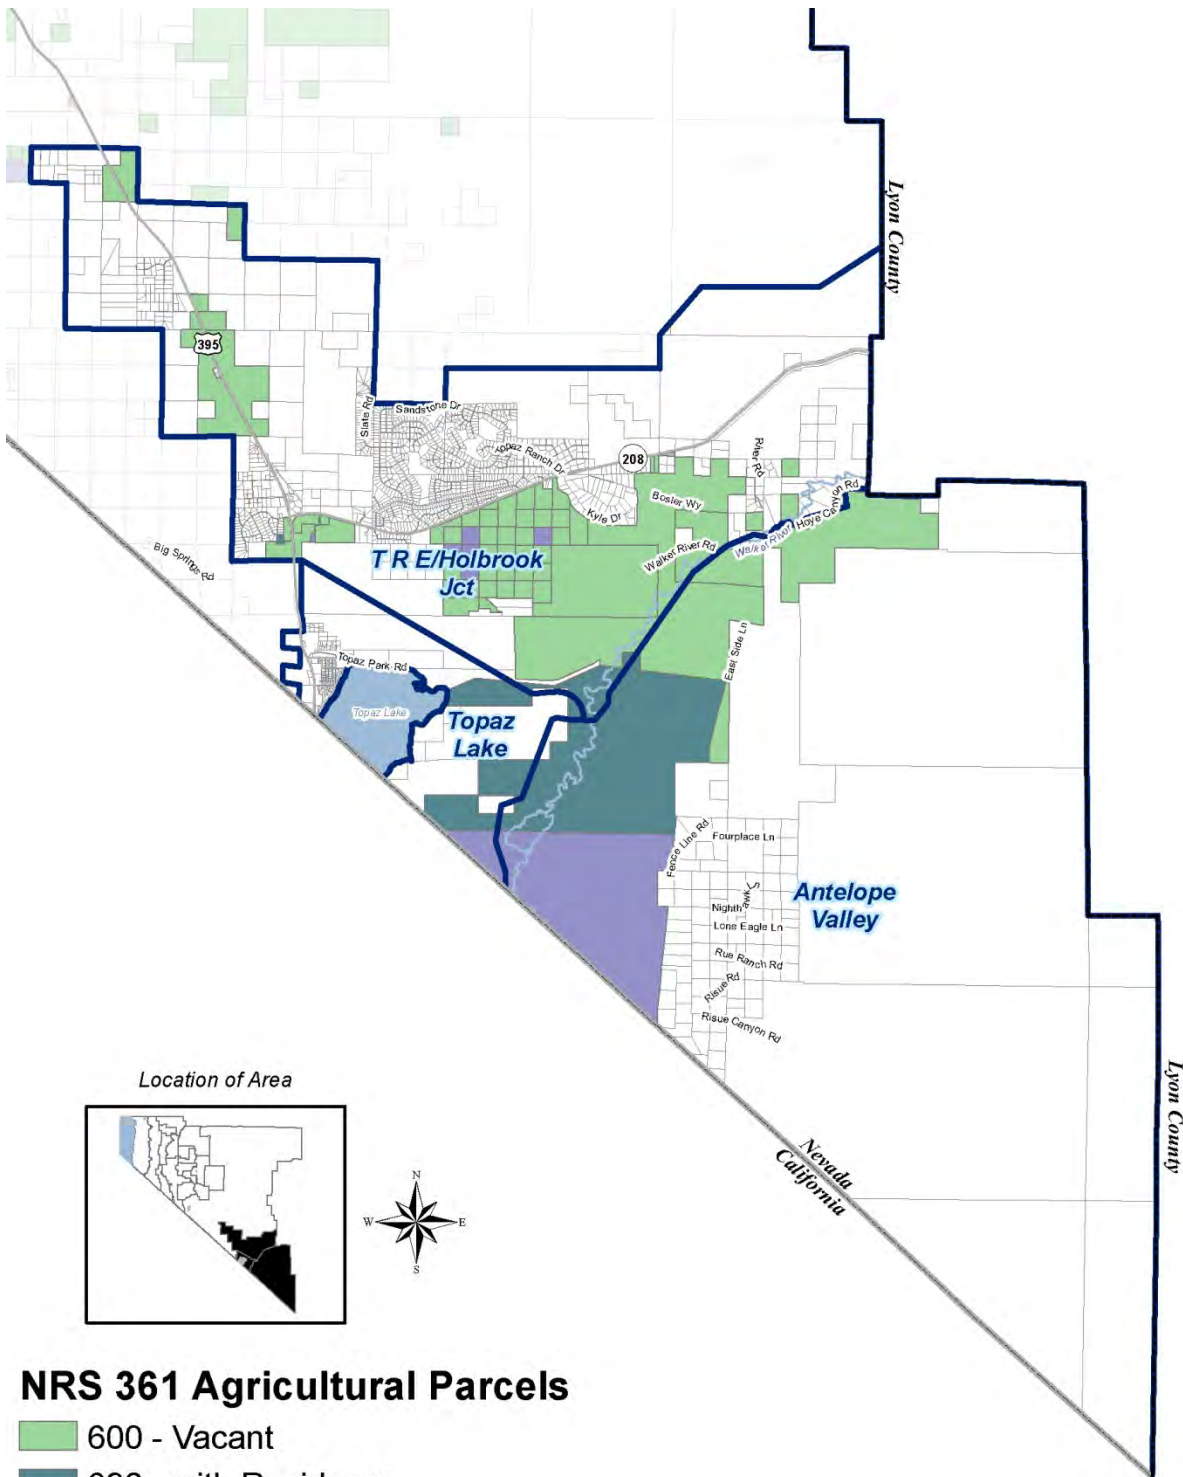 Lyon County
395
Slate Rd
Sandstone Dr
Topaz Ranch Dr
208
River Rd
Bosler Wy
Kyle Dr
Hoye Canyon Rd
Walker River
Walker River Rd
T R E/Holbrook
Jct
Big Springs Rd
East Side Ln
Topaz Park Rd
Topaz Lake
Topaz
Lake
Fence Line Rd
Fourplace Ln
Antelope
Valley
Nighth
awk
Lone Eagle Ln
Rue Ranch Rd
Risue Rd
Risue Canyon Rd
Lyon County
Nevada
California
Location of Area
N
W
E
S
NRS 361 Agricultural Parcels
600 - Vacant